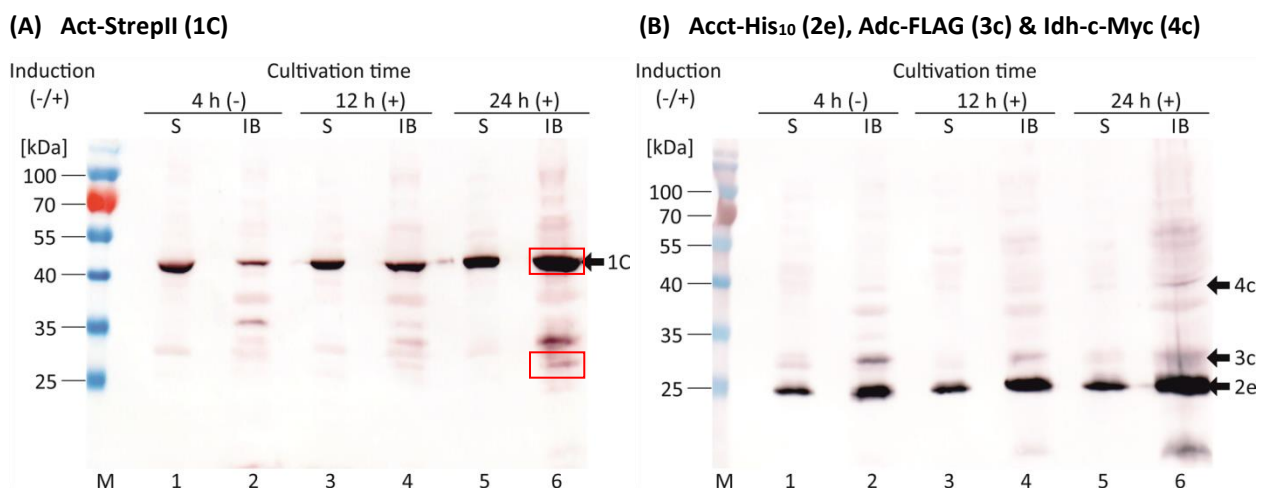 (A) Act-StrepII (1C)
Induction
(-/+)
Cultivation time
4 h (-) 12 h (+) 24 h (+)
S IB S IB S IB
[kDa]
100
70
55
40
35
25
1C
M 1 2 3 4 5 6
(B) Acct-His₁₀ (2e), Adc-FLAG (3c) & Idh-c-Myc (4c)
Induction
(-/+)
Cultivation time
4 h (-) 12 h (+) 24 h (+)
S IB S IB S IB
[kDa]
100
70
55
40
35
25
4c
3c
2e
M 1 2 3 4 5 6